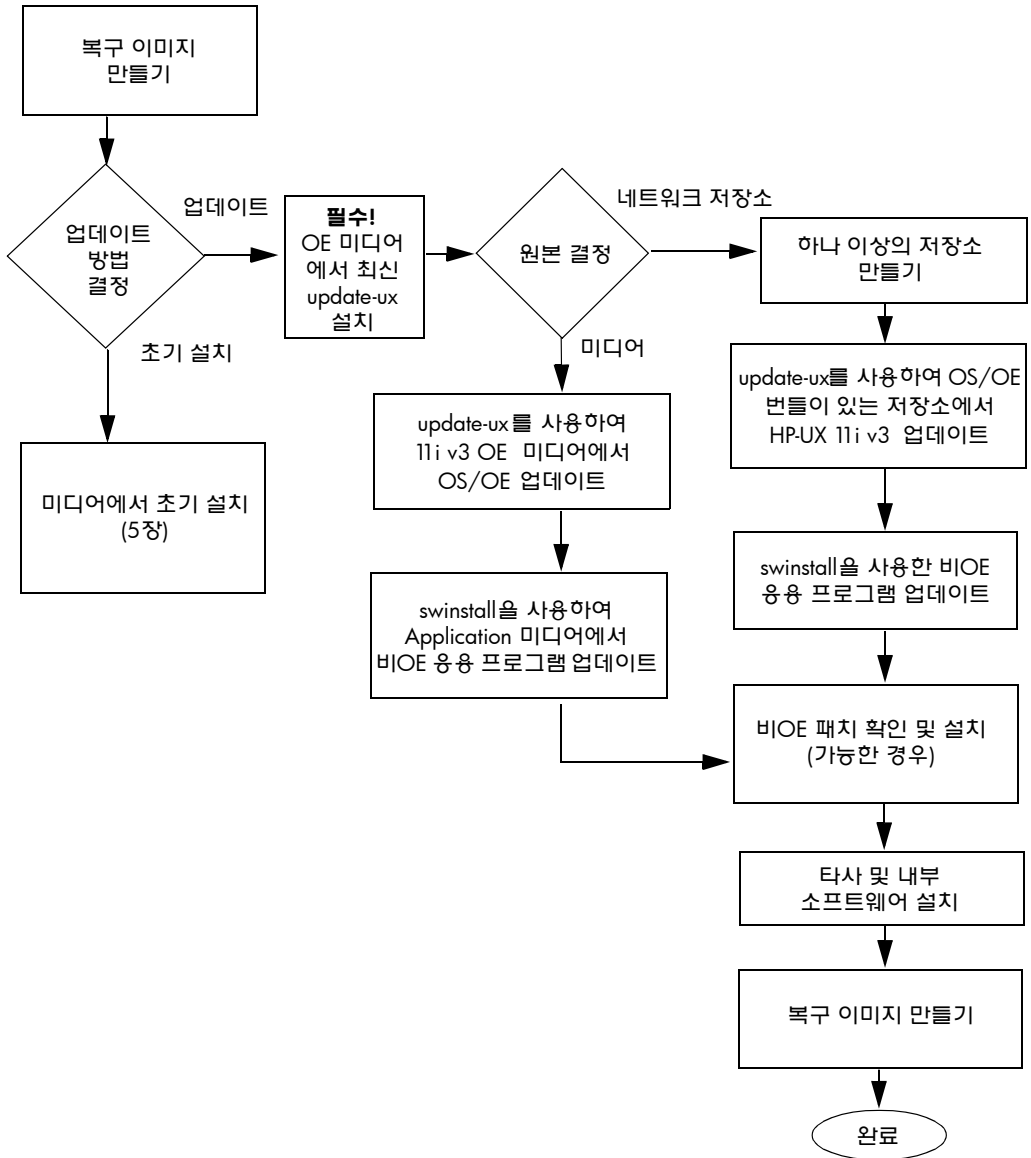 복구 이미지
만들기
업데이트
방법
결정
업데이트
초기 설치
미디어에서 초기 설치
(5장)
필수!
OE 미디어
에서 최신
update-ux
설치
원본 결정
네트워크 저장소
미디어
update-ux를 사용하여
11i v3 OE 미디어에서
OS/OE 업데이트
swinstall을 사용하여
Application 미디어에서
비OE 응용 프로그램 업데이트
하나 이상의 저장소
만들기
update-ux를 사용하여 OS/OE
번들이 있는 저장소에서
HP-UX 11i v3 업데이트
swinstall을 사용한 비OE
응용 프로그램 업데이트
비OE 패치 확인 및 설치
(가능한 경우)
타사 및 내부
소프트웨어 설치
복구 이미지 만들기
완료